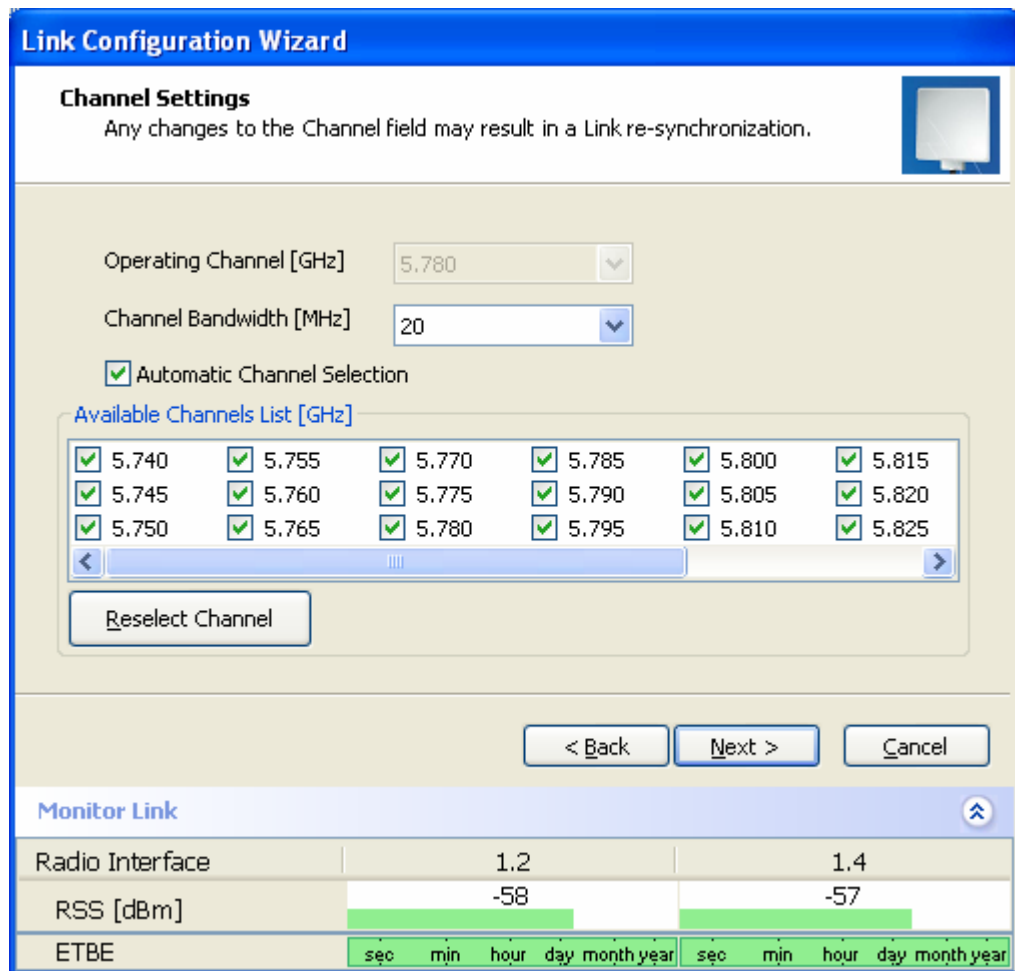 Link Configuration Wizard
Channel Settings
Any changes to the Channel field may result in a Link re-synchronization.
Operating Channel [GHz] 5.780
Channel Bandwidth [MHz] 20
Automatic Channel Selection
Available Channels List [GHz]
5.740 5.755 5.770 5.785 5.800 5.815
5.745 5.760 5.775 5.790 5.805 5.820
5.750 5.765 5.780 5.795 5.810 5.825
Reselect Channel
< Back Next > Cancel
Monitor Link
Radio Interface 1.2 1.4
RSS [dBm] -58 -57
ETBE sec min hour day month year sec min hour day month year